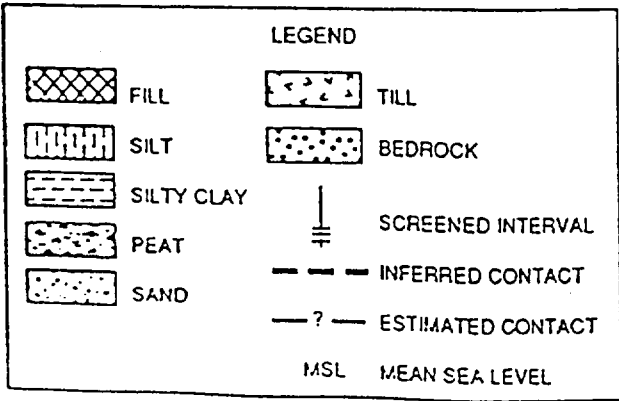 LEGEND
FILL
SILT
SILTY CLAY
PEAT
SAND
TILL
BEDROCK
SCREENED INTERVAL
INFERRED CONTACT
? ESTIMATED CONTACT
MSL MEAN SEA LEVEL